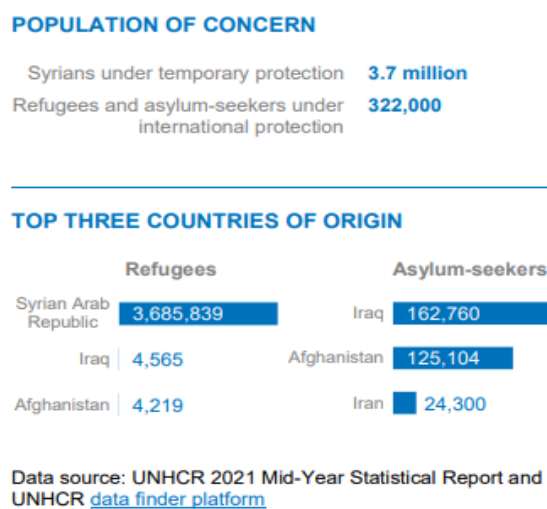 POPULATION OF CONCERN
Syrians under temporary protection 3.7 million
Refugees and asylum-seekers under 322,000
international protection
TOP THREE COUNTRIES OF ORIGIN
Refugees
Syrian Arab
Republic 3,685,839
Iraq 4,565
Afghanistan 4,219
Asylum-seekers
Iraq 162,760
Afghanistan 125,104
Iran 24,300
Data source: UNHCR 2021 Mid-Year Statistical Report and
UNHCR data finder platform